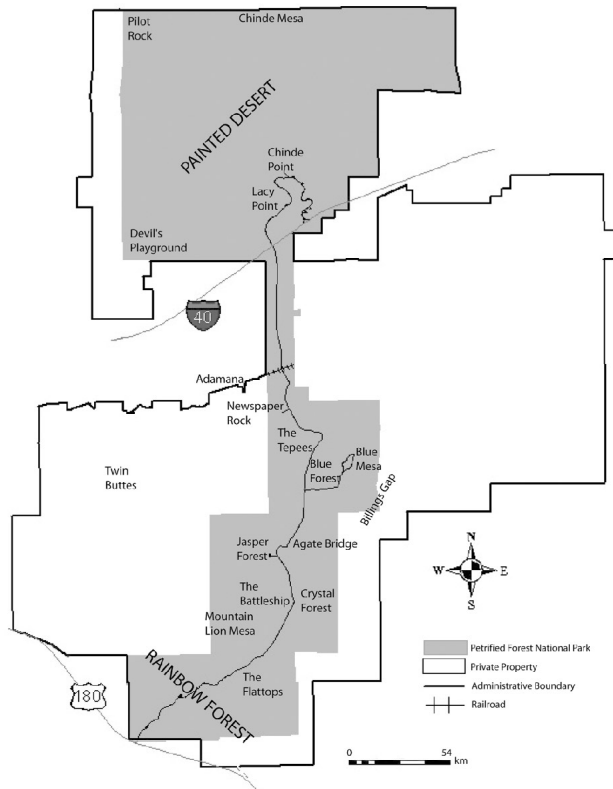 Pilot
Rock
Chinde Mesa
PAINTED DESERT
Chinde
Point
Lacy
Point
Devil's
Playground
40
Adamana
Newspaper
Rock
The
Tepees
Blue
Mesa
Blue
Forest
Twin
Buttes
Billings Gap
Jasper
Forest
Agate Bridge
The
Battleship
Crystal
Forest
Mountain
Lion Mesa
RAINBOW FOREST
The
Flattops
180
N
W
E
S
Petrified Forest National Park
Private Property
Administrative Boundary
Railroad
0
54
km